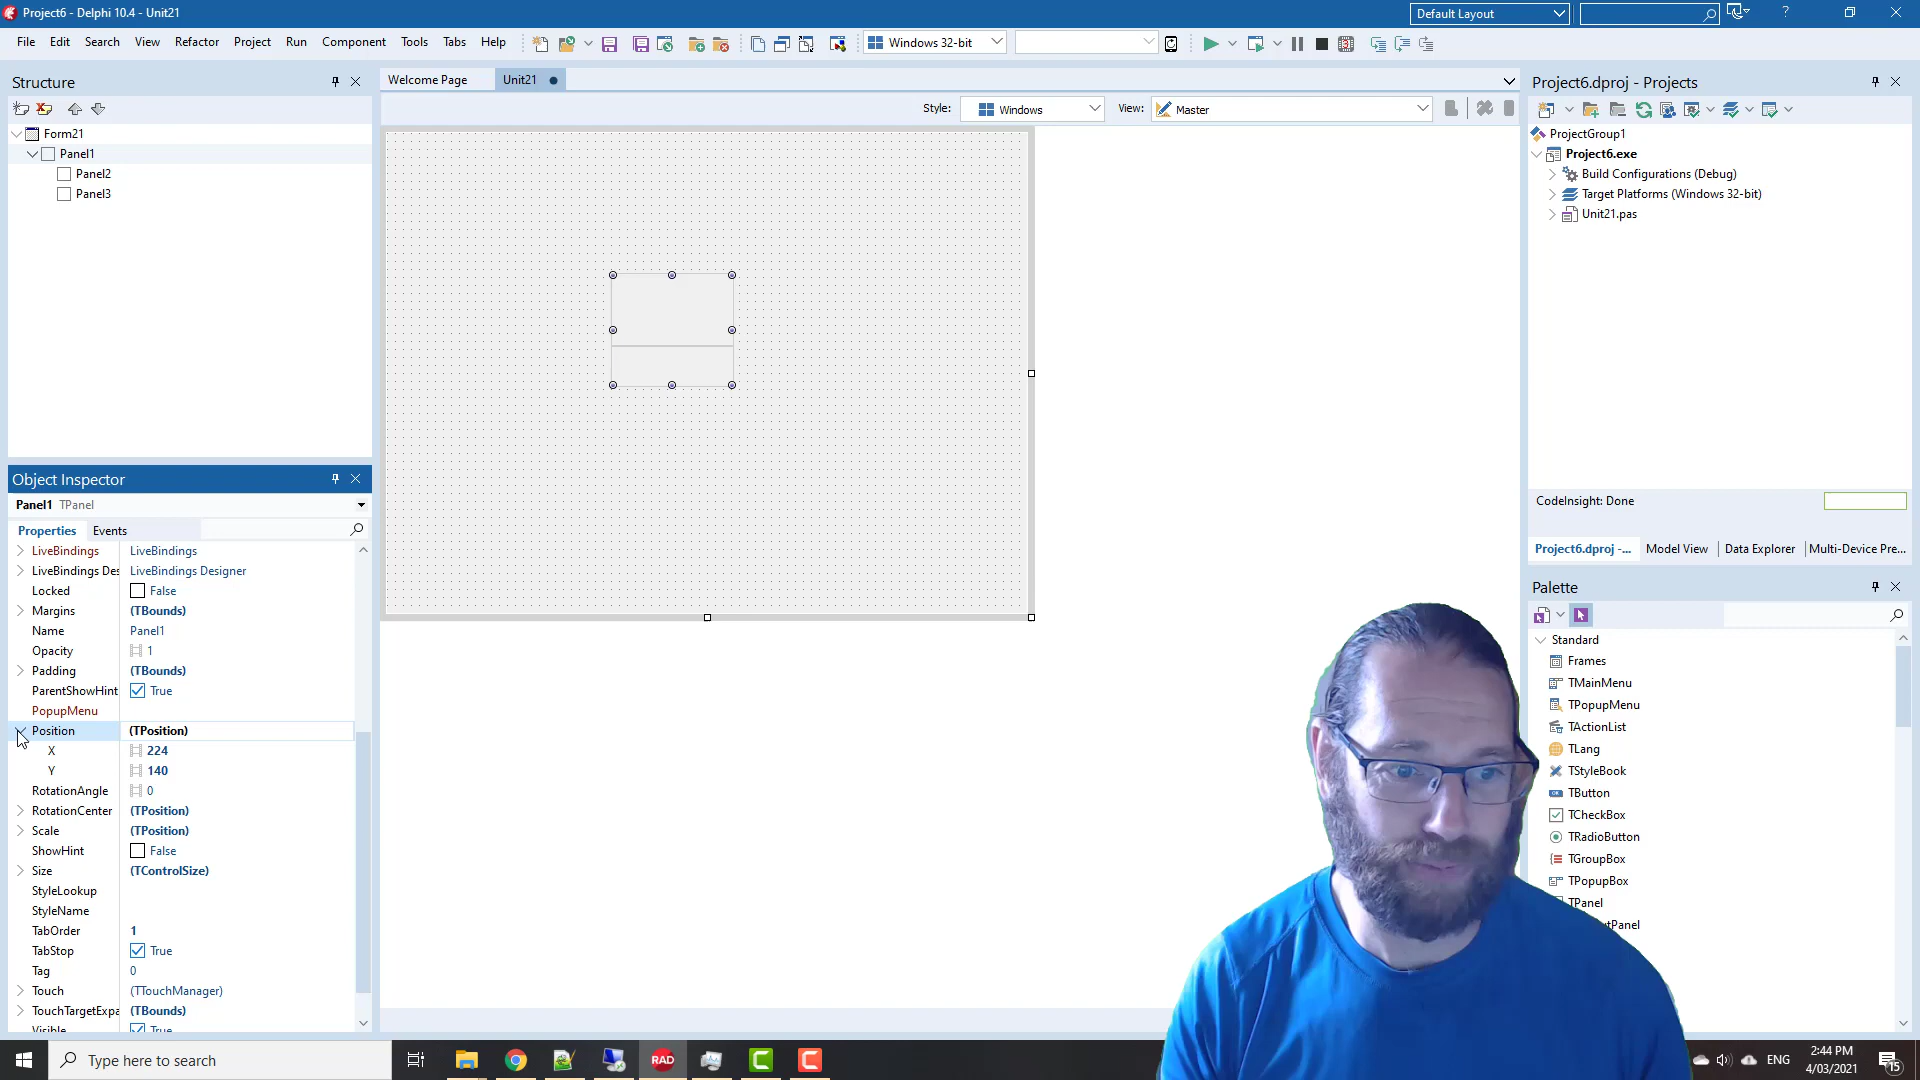 Project6 - Delphi 10.4 - Unit21
Default Layout
?
File Edit Search View Refactor Project Run Component Tools Tabs Help
Windows 32-bit
Structure
Form21
Panel1
Panel2
Panel3
Object Inspector
Panel1 TPanel
Properties Events
LiveBindings LiveBindings
LiveBindings Des LiveBindings Designer
Locked False
Margins (TBounds)
Name Panel1
Opacity 1
Padding (TBounds)
ParentShowHint True
PopupMenu
Position (TPosition)
X 224
Y 140
RotationAngle 0
RotationCenter (TPosition)
Scale (TPosition)
ShowHint False
Size (TControlSize)
StyleLookup
StyleName
TabOrder 1
TabStop True
Tag 0
Touch (TTouchManager)
TouchTargetExpa (TBounds)
Visible True
Welcome Page Unit21
Style: Windows View: Master
Project6.dproj - Projects
ProjectGroup1
Project6.exe
Build Configurations (Debug)
Target Platforms (Windows 32-bit)
Unit21.pas
CodeInsight: Done
Project6.dproj -... Model View Data Explorer Multi-Device Pre...
Palette
Standard
Frames
TMainMenu
TPopupMenu
TActionList
TLang
TStyleBook
TButton
TCheckBox
TRadioButton
TGroupBox
TPopupBox
TPanel
tPanel
Type here to search
RAD
ENG
2:44 PM
4/03/2021
15